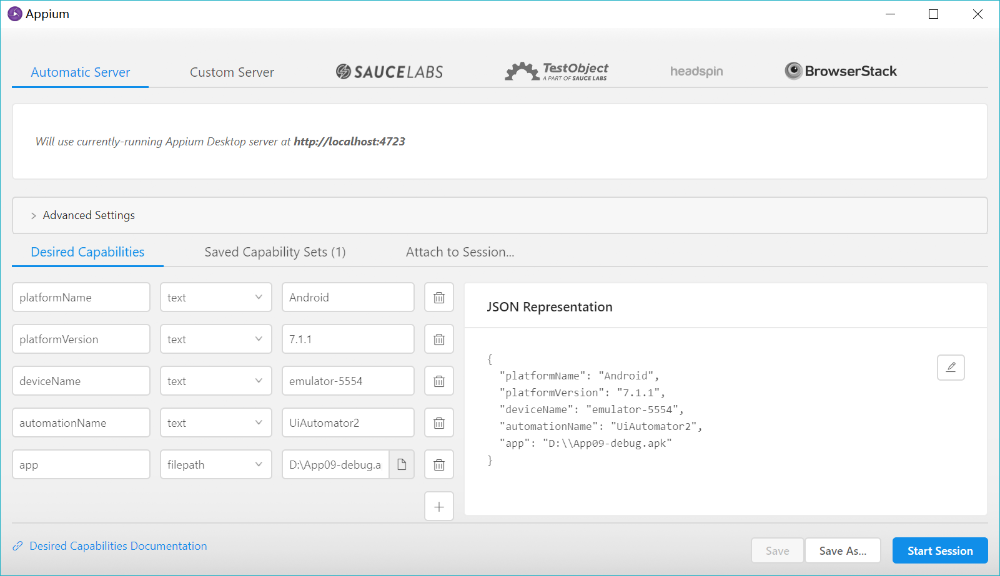 Appium
Automatic Server
Custom Server
SAUCELABS
TestObject
A PART OF SAUCE LABS
headspin
BrowserStack
Will use currently-running Appium Desktop server at http://localhost:4723
Advanced Settings
Desired Capabilities
Saved Capability Sets (1)
Attach to Session...
platformName
text
Android
platformVersion
text
7.1.1
deviceName
text
emulator-5554
automationName
text
UiAutomator2
app
filepath
D:\App09-debug.a
JSON Representation
{
"platformName": "Android",
"platformVersion": "7.1.1",
"deviceName": "emulator-5554",
"automationName": "UiAutomator2",
"app": "D:\\App09-debug.apk"
}
Desired Capabilities Documentation
Save
Save As...
Start Session